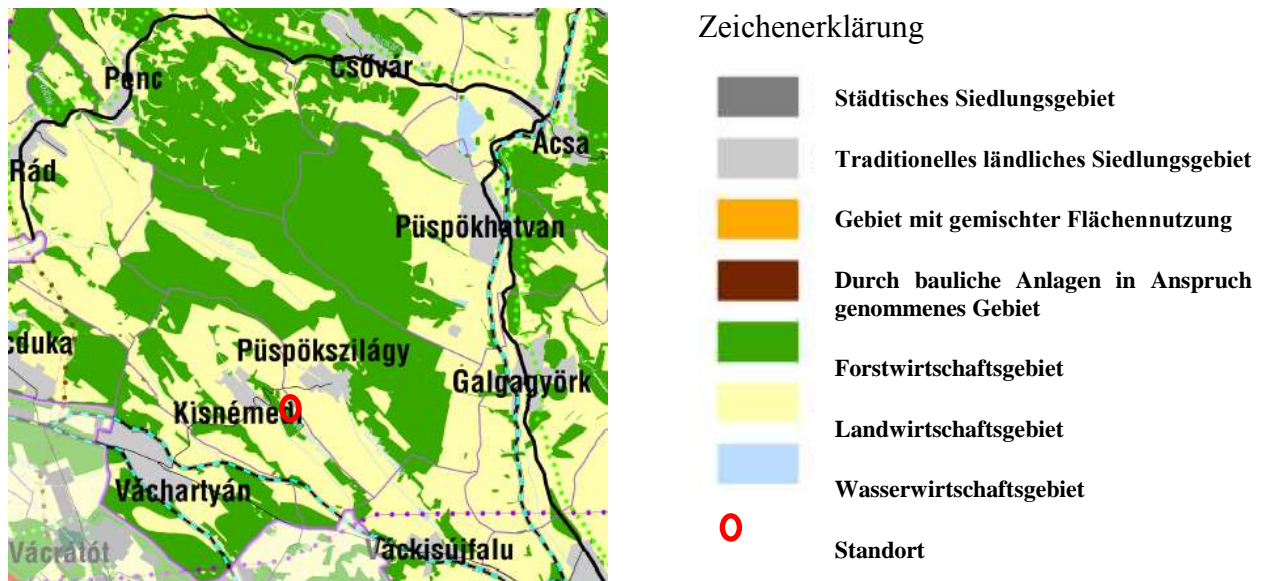 Penc
Csővár
Acsa
Rád
Püspökhatvan
cduka
Püspökszilágy
Galgagyörk
Kisnémedi
Váchartyán
Vácrátót
Váckisújfalu
Zeichenerklärung
Städtisches Siedlungsgebiet
Traditionelles ländliches Siedlungsgebiet
Gebiet mit gemischter Flächennutzung
Durch bauliche Anlagen in Anspruch
genommenes Gebiet
Forstwirtschaftsgebiet
Landwirtschaftsgebiet
Wasserwirtschaftsgebiet
Standort